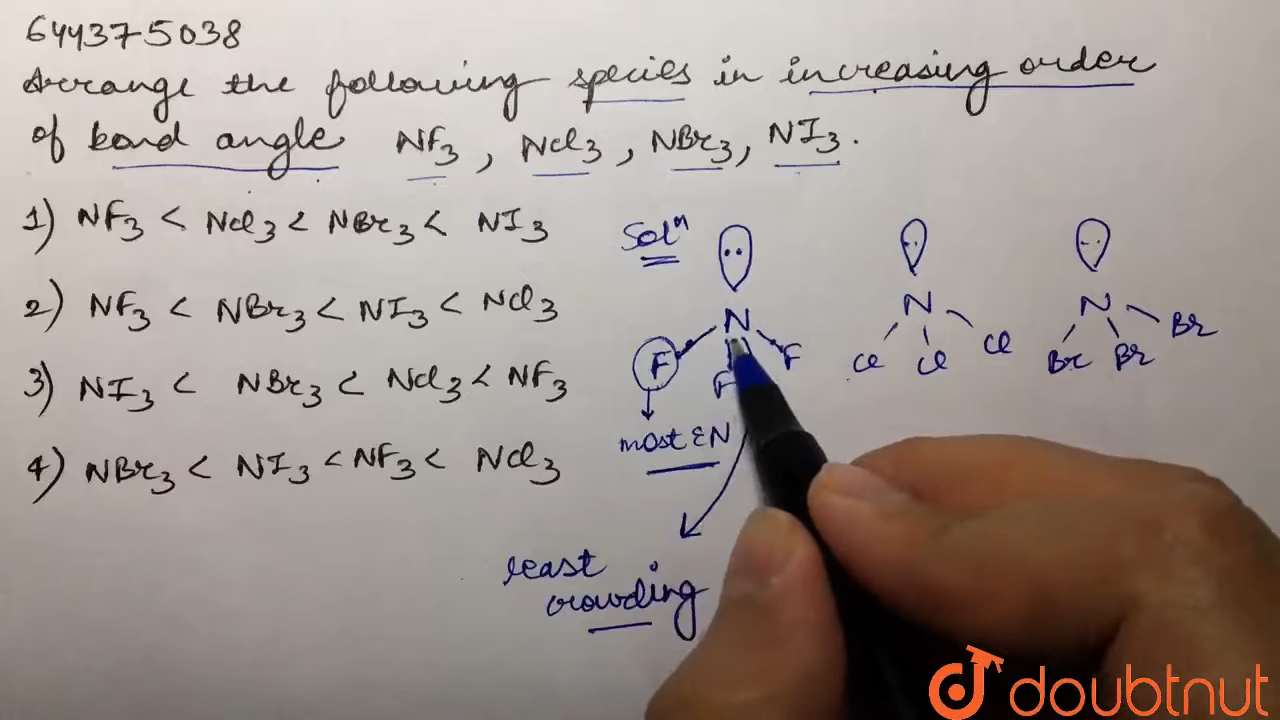 644375038
Arrange the following species in increasing order
of bond angle NF3, NCl3, NBr3, NI3.
1) NF3 < NCl3 < NBr3 < NI3
2) NF3 < NBr3 < NI3 < NCl3
3) NI3 < NBr3 < NCl3 < NF3
4) NBr3 < NI3 < NF3 < NCl3
Solⁿ
N
F F F
most EN
least
crowding
N
Cl Cl Cl
N
Br Br Br
doubtnut